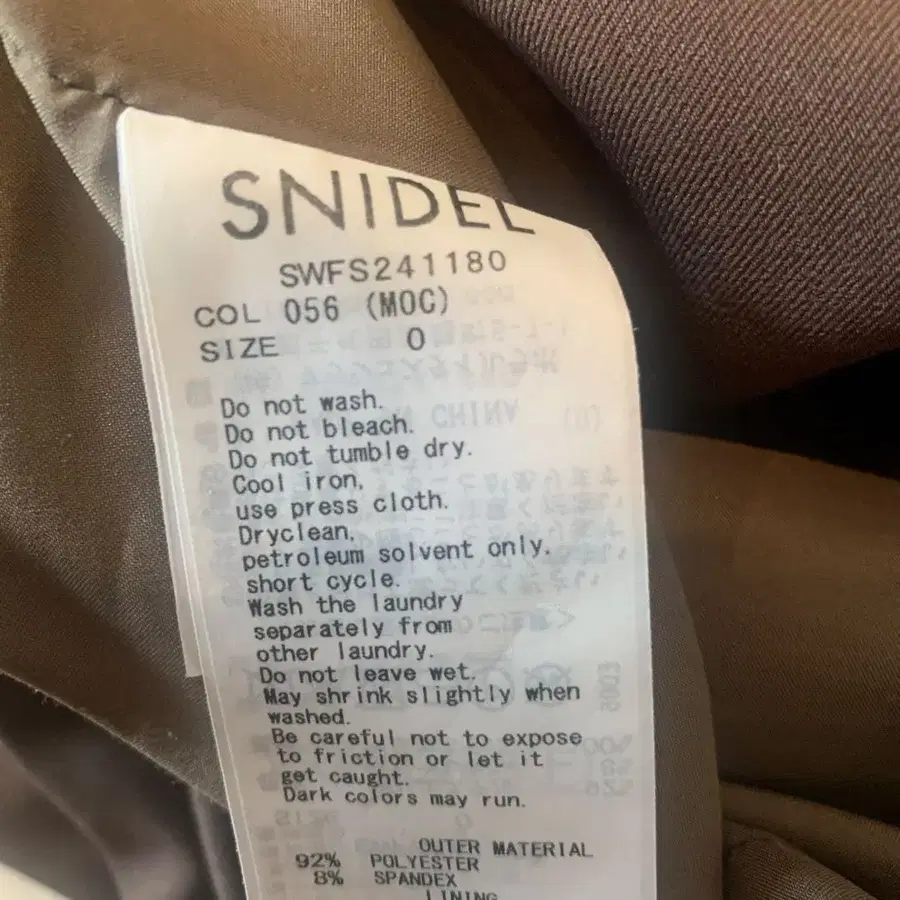 SNIDEL
SWFS241180
COL 056 (MOC)
SIZE 0
Do not wash.
Do not bleach.
Do not tumble dry.
Cool iron,
use press cloth.
Dryclean,
petroleum solvent only.
short cycle.
Wash the laundry
separately from
other laundry.
Do not leave wet.
May shrink slightly when
washed.
Be careful not to expose
to friction or let it
get caught.
Dark colors may run.
OUTER MATERIAL
92% POLYESTER
8% SPANDEX
LINING